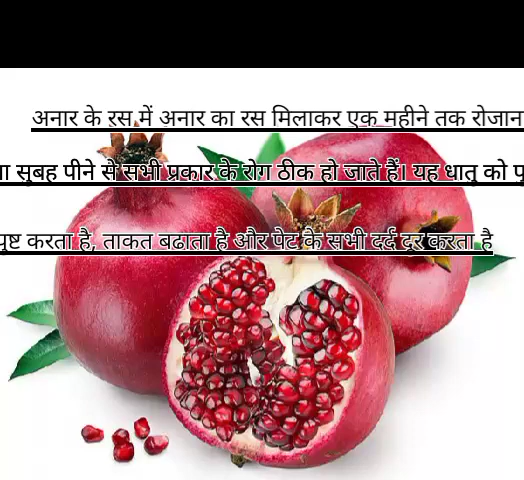 अनार के रस में अनार का रस मिलाकर एक महीने तक रोजान
सुबह पीने से सभी प्रकार के रोग ठीक हो जाते हैं। यह धातु को
करता है, ताकत बढाता है और पेट के सभी दर्द दूर करता है